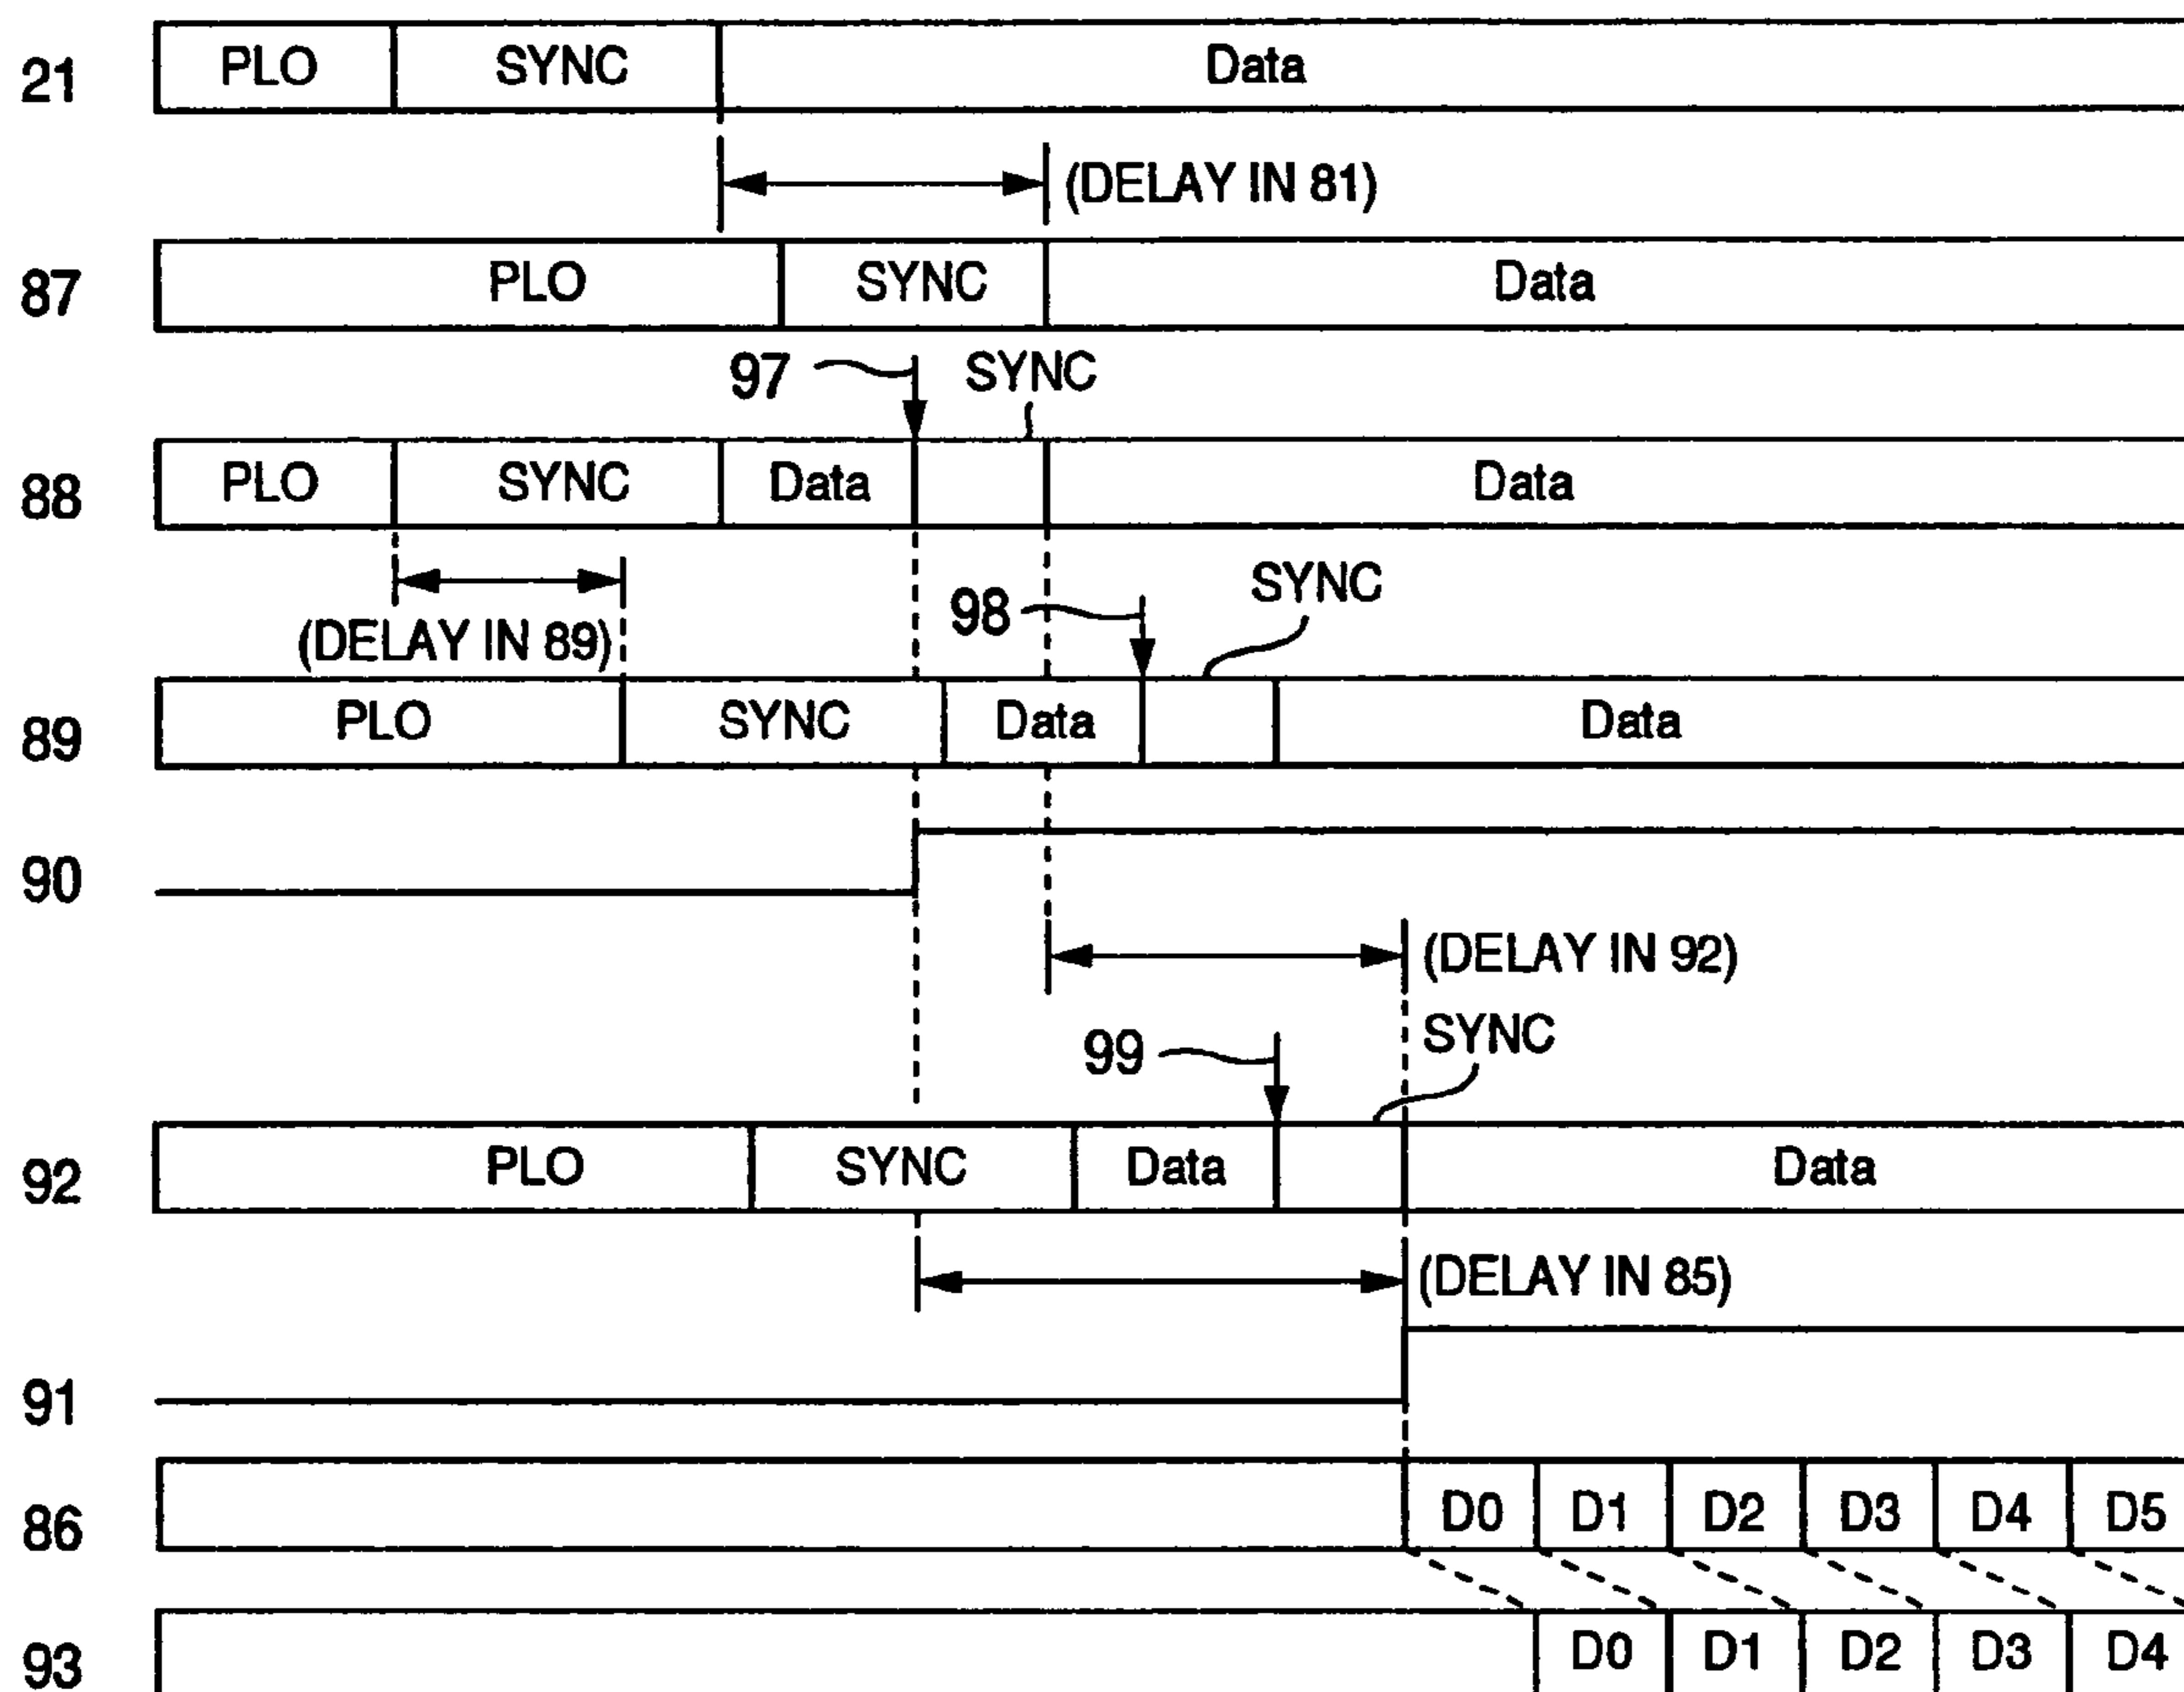 21 PLO SYNC Data
(DELAY IN 81)
87 PLO SYNC Data
97 SYNC
88 PLO SYNC Data Data
98 SYNC
(DELAY IN 89)
89 PLO SYNC Data Data
90
(DELAY IN 92)
99 SYNC
92 PLO SYNC Data Data
(DELAY IN 85)
91
86 D0 D1 D2 D3 D4 D5
93 D0 D1 D2 D3 D4